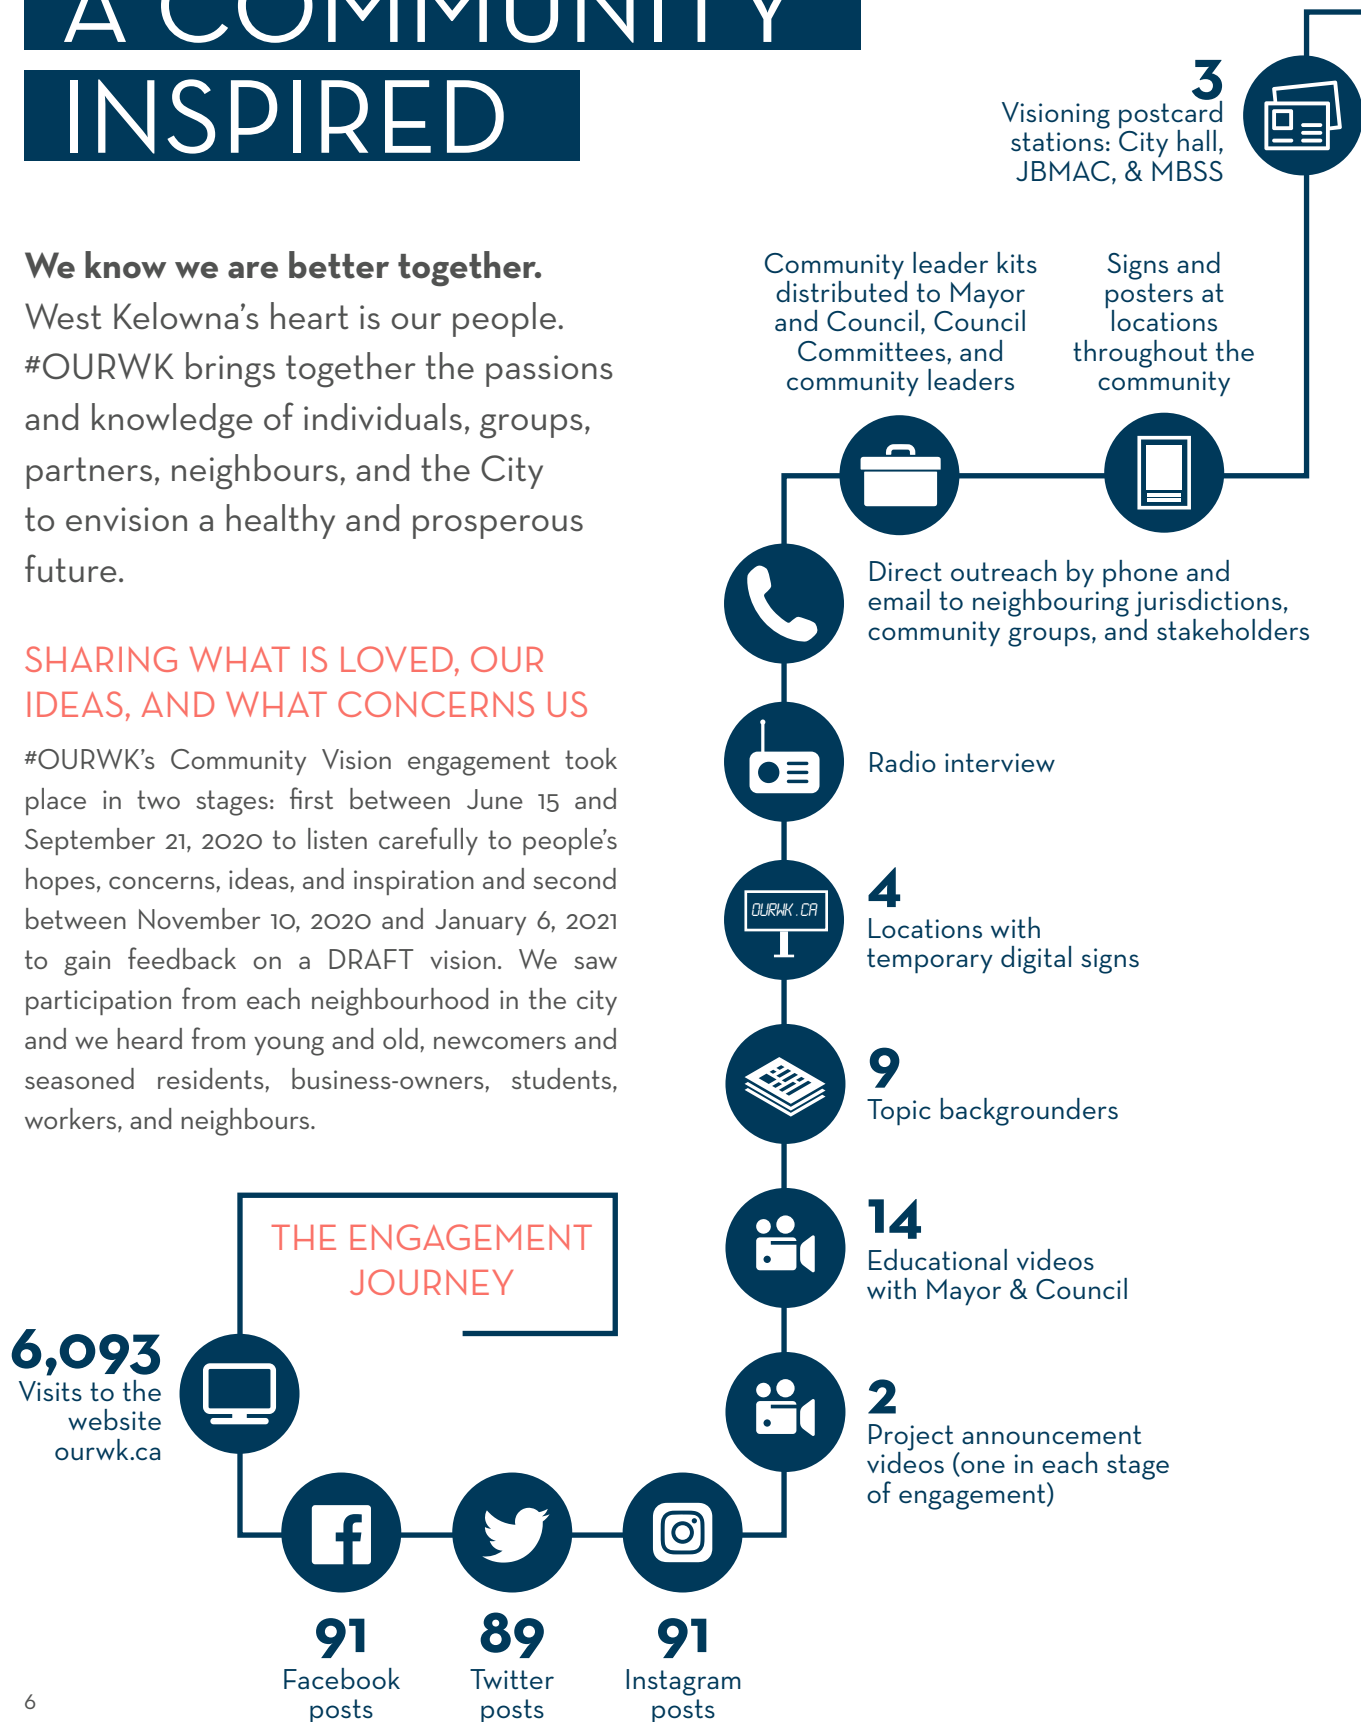 A COMMUNITY
INSPIRED
We know we are better together.
West Kelowna's heart is our people.
#OURWK brings together the passions
and knowledge of individuals, groups,
partners, neighbours, and the City
to envision a healthy and prosperous
future.
SHARING WHAT IS LOVED, OUR
IDEAS, AND WHAT CONCERNS US
#OURWK's Community Vision engagement took
place in two stages: first between June 15 and
September 21, 2020 to listen carefully to people's
hopes, concerns, ideas, and inspiration and second
between November 10, 2020 and January 6, 2021
to gain feedback on a DRAFT vision. We saw
participation from each neighbourhood in the city
and we heard from young and old, newcomers and
seasoned residents, business-owners, students,
workers, and neighbours.
THE ENGAGEMENT
JOURNEY
6,093
Visits to the
website
ourwk.ca
91
Facebook
posts
89
Twitter
posts
91
Instagram
posts
2
Project announcement
videos (one in each stage
of engagement)
14
Educational videos
with Mayor & Council
9
Topic backgrounders
OURWK.CA
4
Locations with
temporary digital signs
Radio interview
Direct outreach by phone and
email to neighbouring jurisdictions,
community groups, and stakeholders
Community leader kits
distributed to Mayor
and Council, Council
Committees, and
community leaders
Signs and
posters at
locations
throughout the
community
3
Visioning postcard
stations: City hall,
JBMAC, & MBSS
6